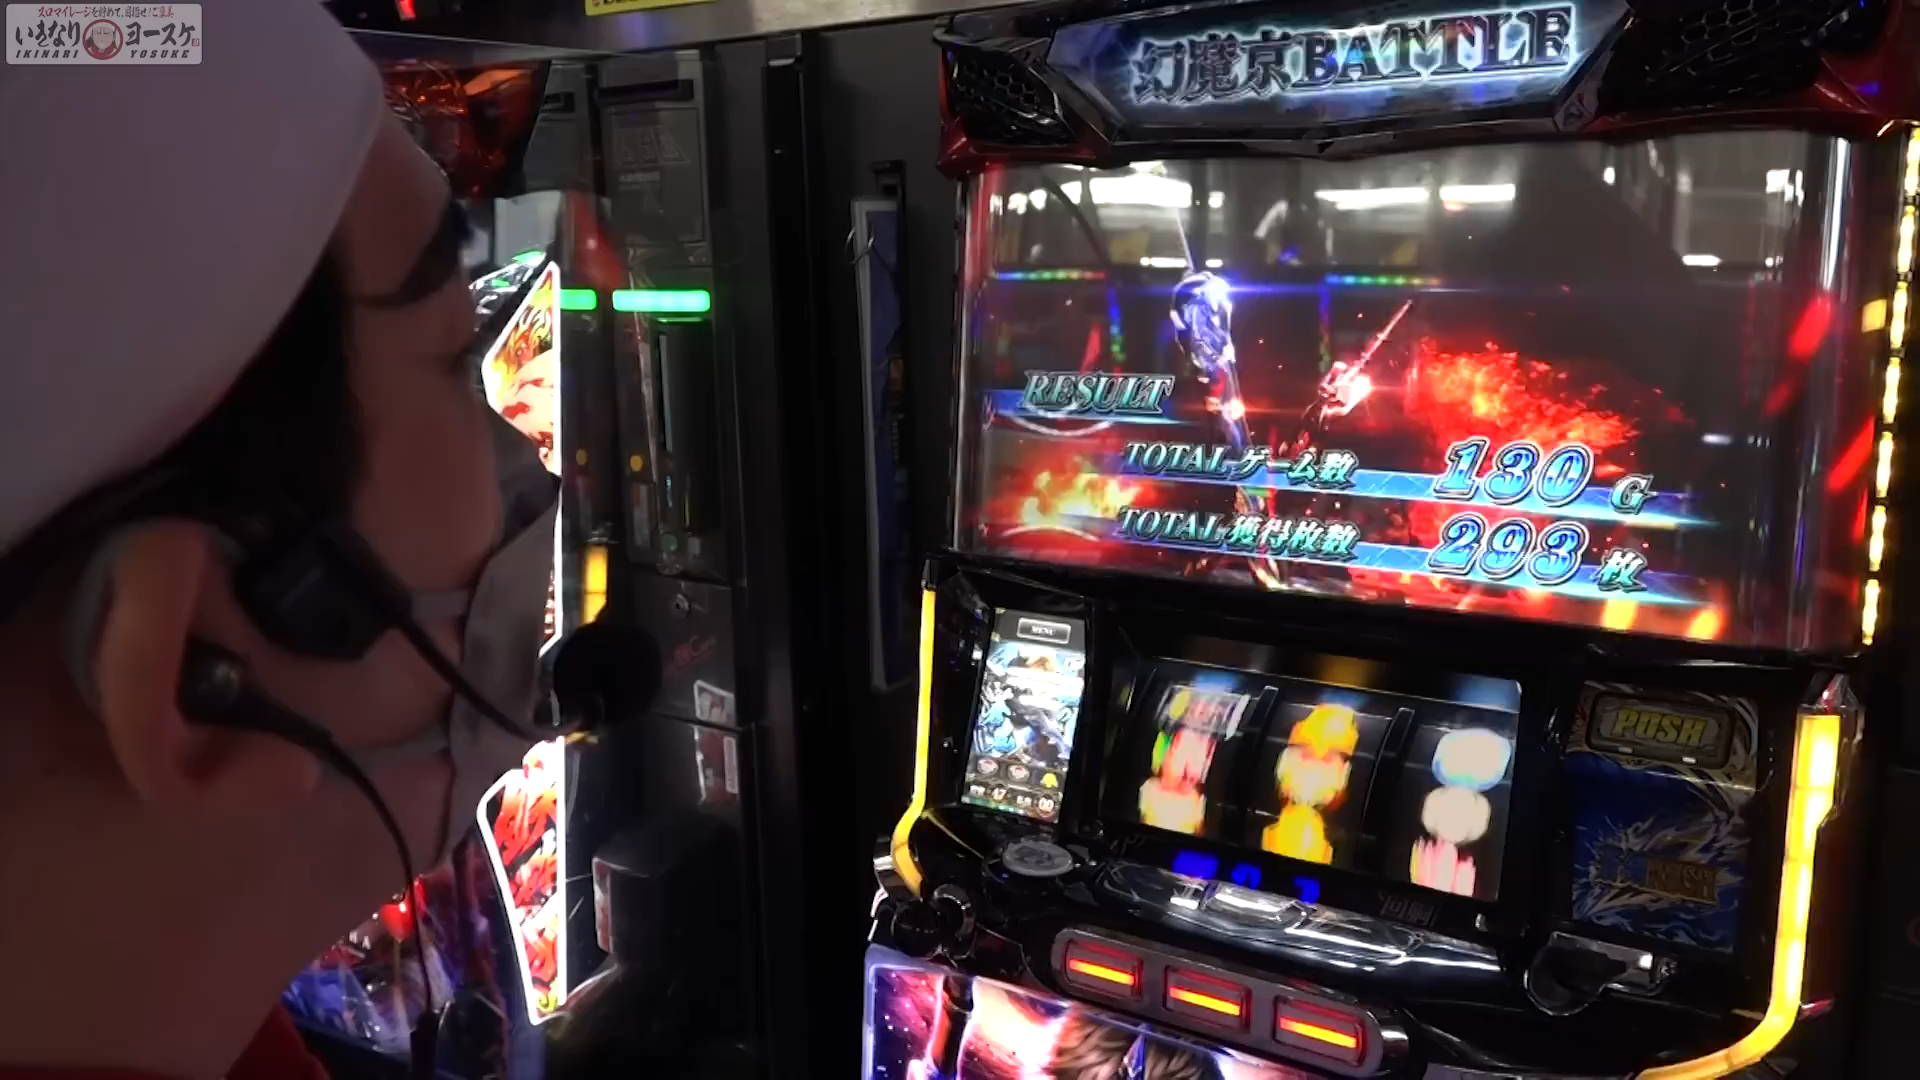 スロマイレージを貯めて、目指せ!ご褒美
いきなりヨースケ
IKINARI YOSUKE
幻魔京BATTLE
RESULT
TOTALゲーム数 130 G
TOTAL獲得枚数 293 枚
MENU
PUSH